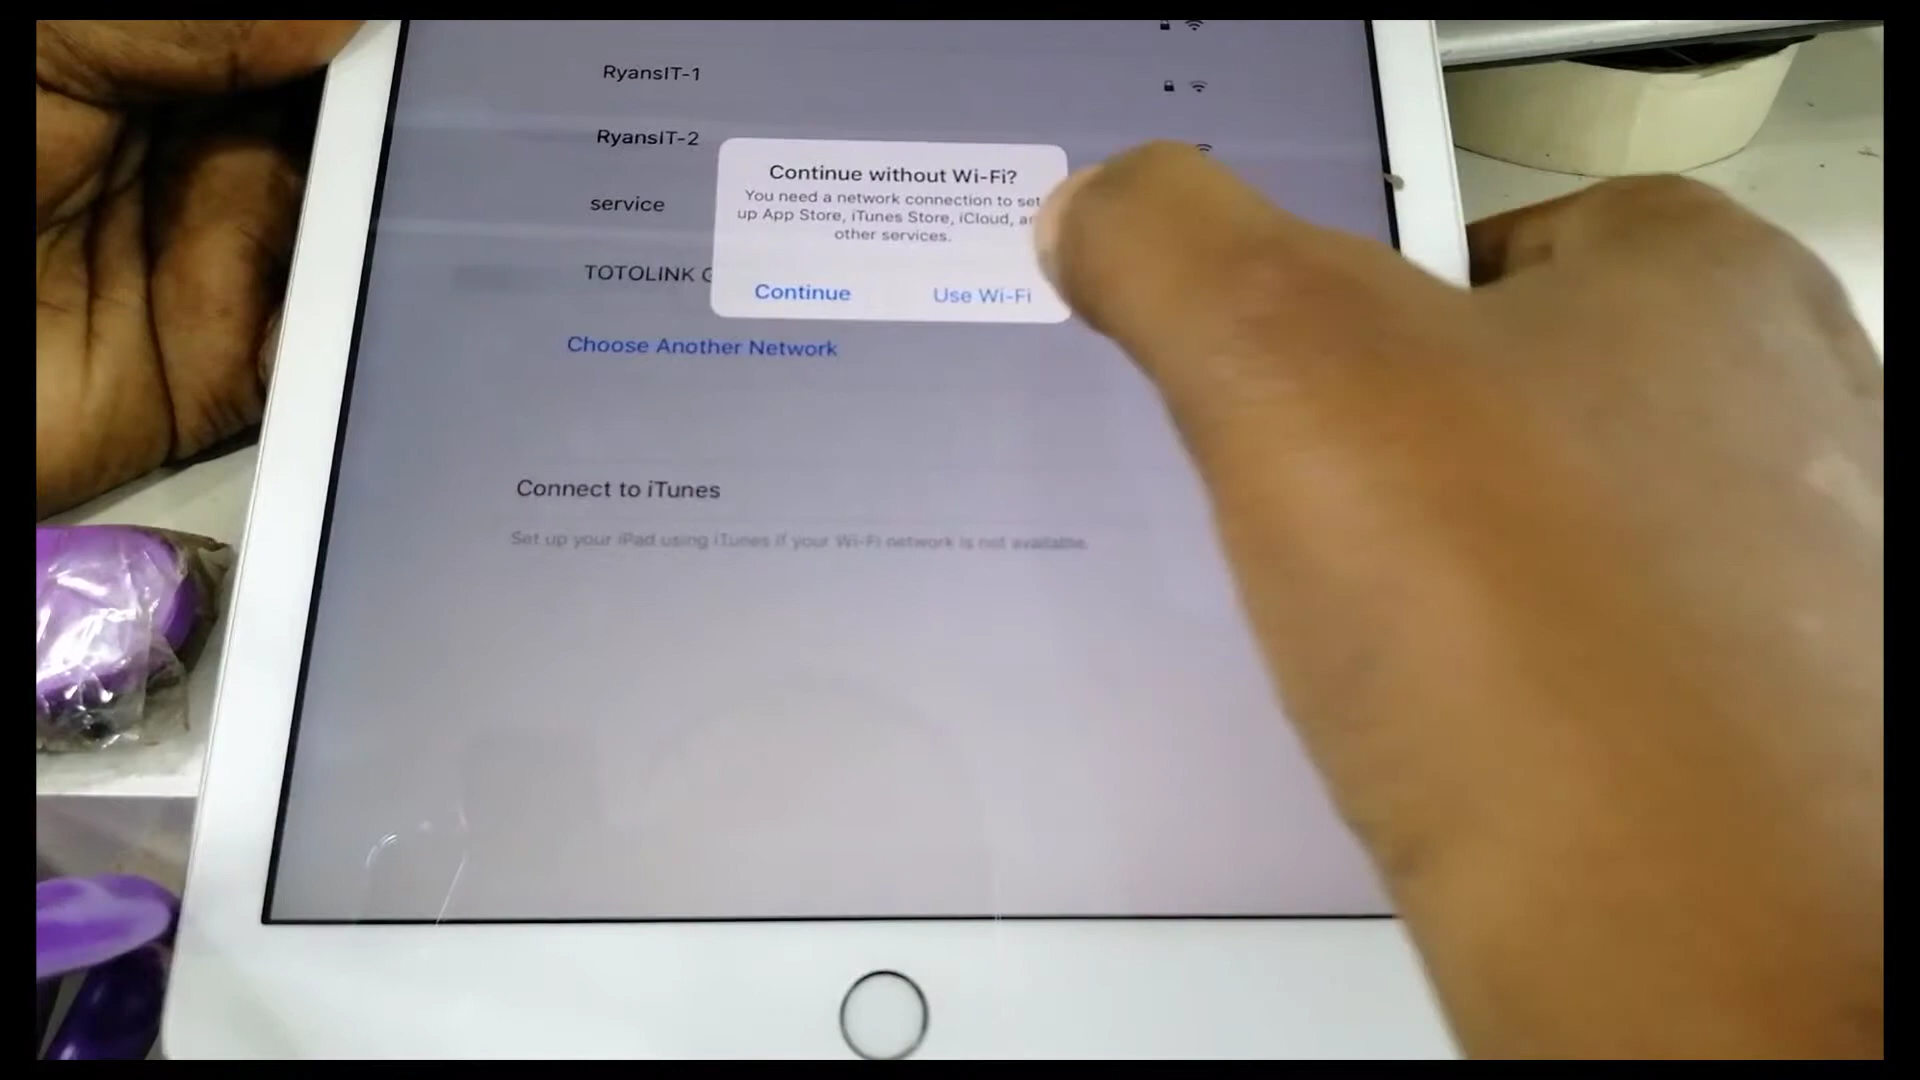 RyansIT-1
RyansIT-2
service
TOTOLINK
Continue without Wi-Fi?
You need a network connection to set
up App Store, iTunes Store, iCloud,
other services.
Continue
Use Wi-Fi
Choose Another Network
Connect to iTunes
Set up your iPad using iTunes if your Wi-Fi network is not available.